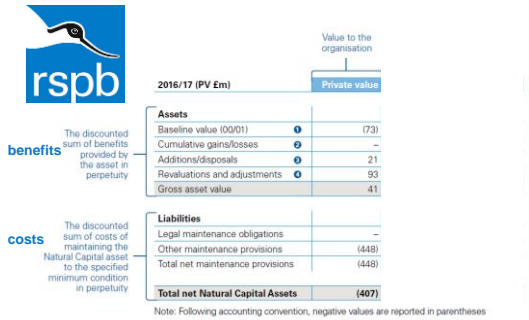 rspb
Value to the
organisation
2016/17 (PV £m) Private value
benefits
The discounted
sum of benefits
provided by
the asset in
perpetuity
Assets
Baseline value (00/01) 1 (73)
Cumulative gains/losses 2 –
Additions/disposals 3 21
Revaluations and adjustments 4 93
Gross asset value 41
costs
The discounted
sum of costs of
maintaining the
Natural Capital asset
to the specified
minimum condition
in perpetuity
Liabilities
Legal maintenance obligations –
Other maintenance provisions (448)
Total net maintenance provisions (448)
Total net Natural Capital Assets (407)
Note: Following accounting convention, negative values are reported in parentheses